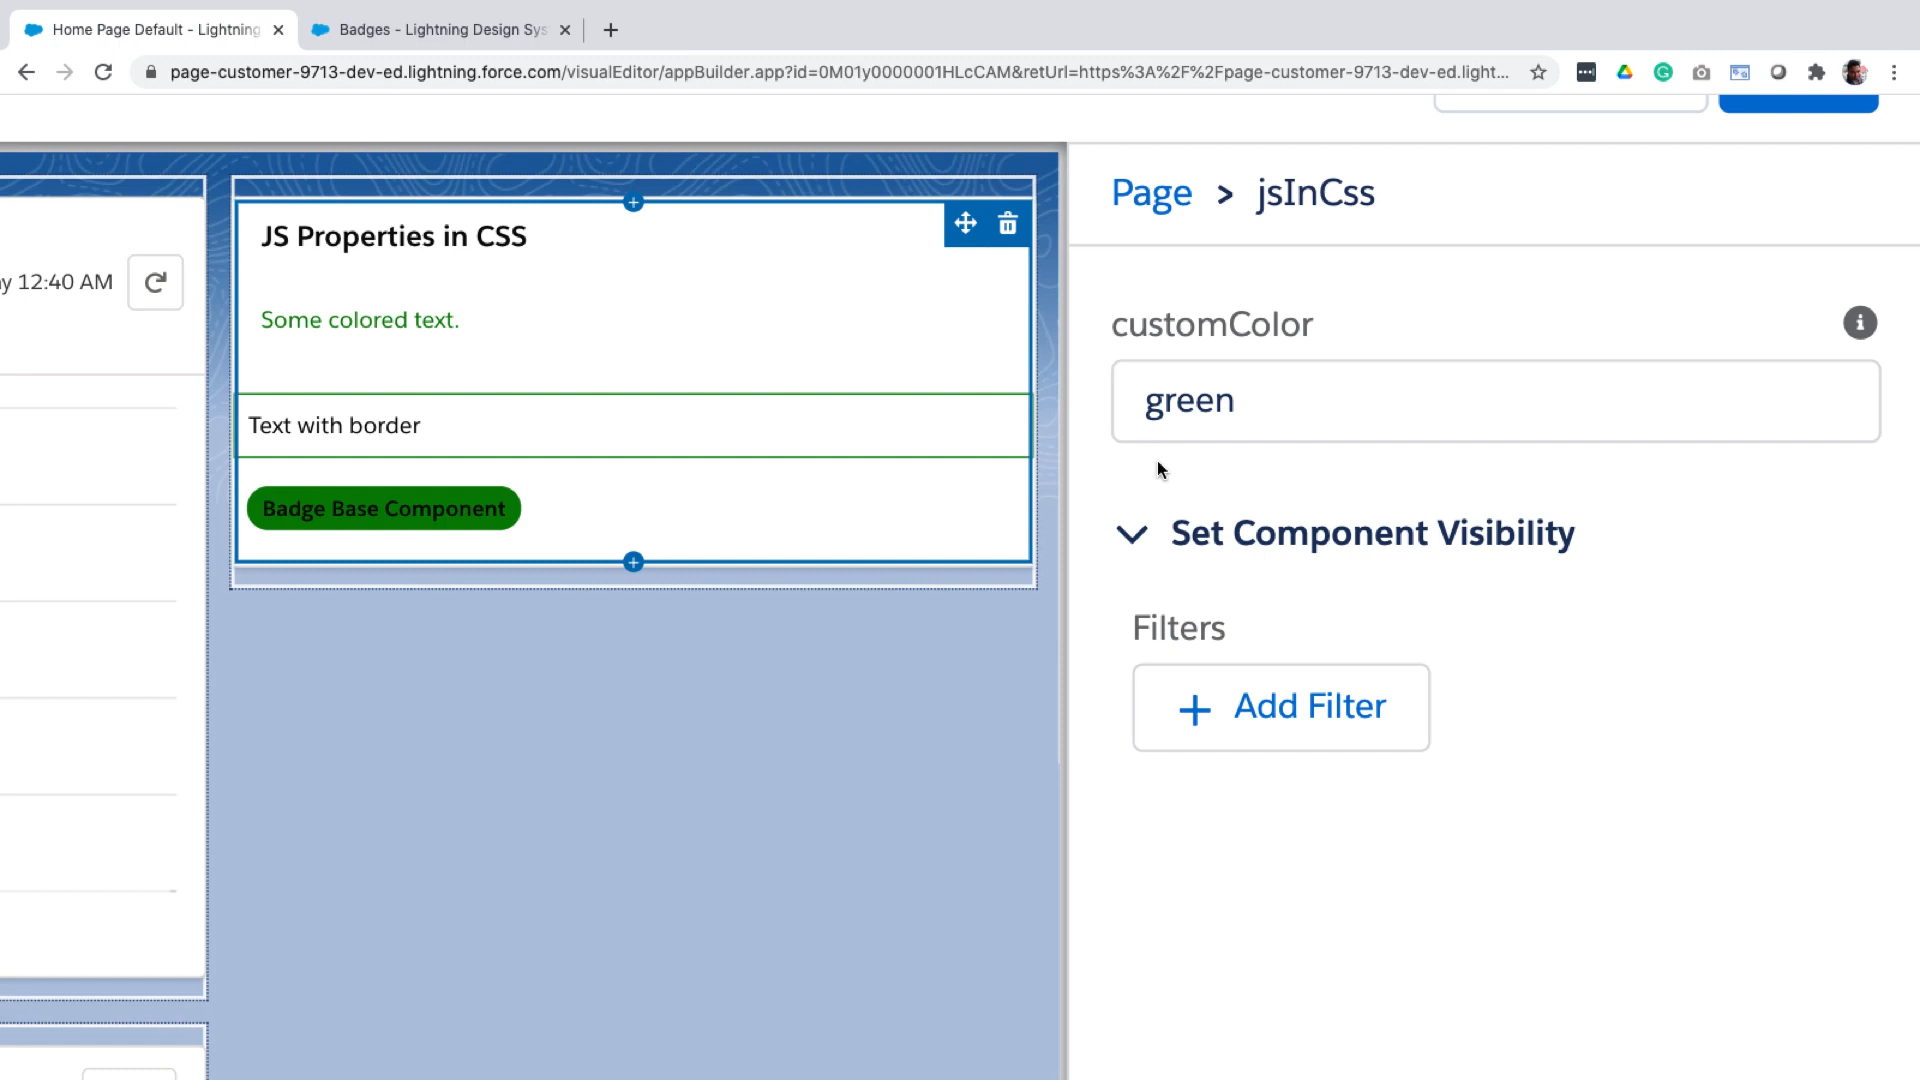 Home Page Default - Lightning
Badges - Lightning Design Sys
page-customer-9713-dev-ed.lightning.force.com/visualEditor/appBuilder.app?id=0M01y0000001HLcCAM&retUrl=https%3A%2F%2Fpage-customer-9713-dev-ed.light...
Page > jsInCss
JS Properties in CSS
y 12:40 AM
Some colored text.
customColor
green
Text with border
Badge Base Component
Set Component Visibility
Filters
+ Add Filter